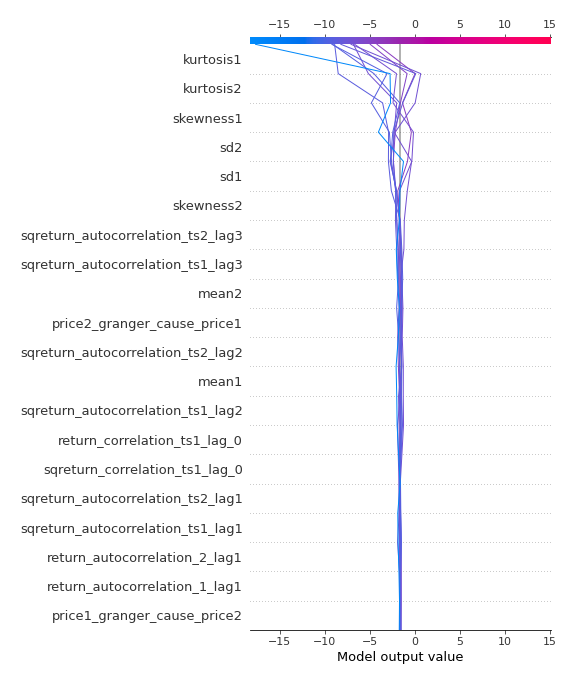 −15 −10 −5 0 5 10 15
kurtosis1
kurtosis2
skewness1
sd2
sd1
skewness2
sqreturn_autocorrelation_ts2_lag3
sqreturn_autocorrelation_ts1_lag3
mean2
price2_granger_cause_price1
sqreturn_autocorrelation_ts2_lag2
mean1
sqreturn_autocorrelation_ts1_lag2
return_correlation_ts1_lag_0
sqreturn_correlation_ts1_lag_0
sqreturn_autocorrelation_ts2_lag1
sqreturn_autocorrelation_ts1_lag1
return_autocorrelation_2_lag1
return_autocorrelation_1_lag1
price1_granger_cause_price2
−15 −10 −5 0 5 10 15
Model output value